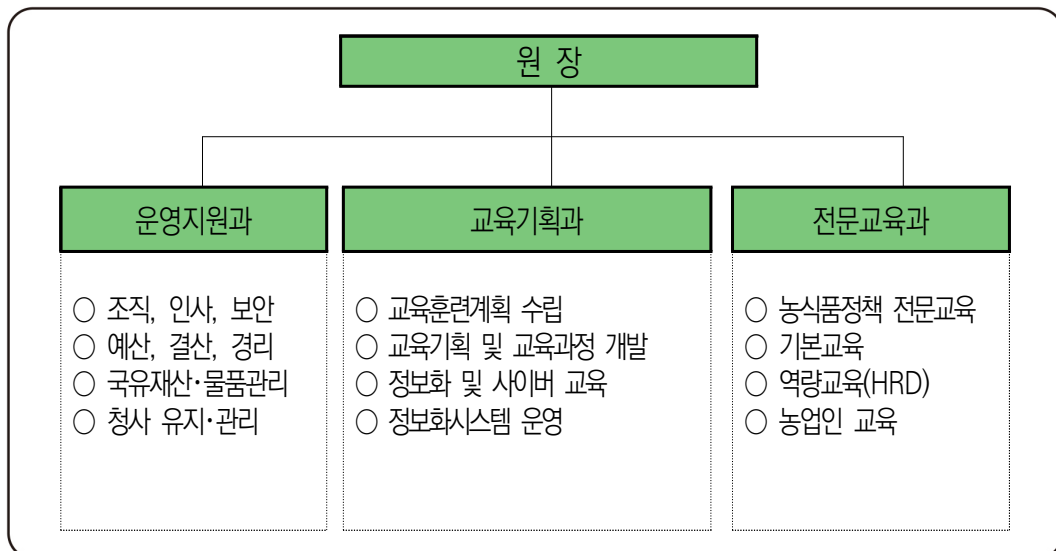 원 장
운영지원과
○ 조직, 인사, 보안
○ 예산, 결산, 경리
○ 국유재산·물품관리
○ 청사 유지·관리
교육기획과
○ 교육훈련계획 수립
○ 교육기획 및 교육과정 개발
○ 정보화 및 사이버 교육
○ 정보화시스템 운영
전문교육과
○ 농식품정책 전문교육
○ 기본교육
○ 역량교육(HRD)
○ 농업인 교육